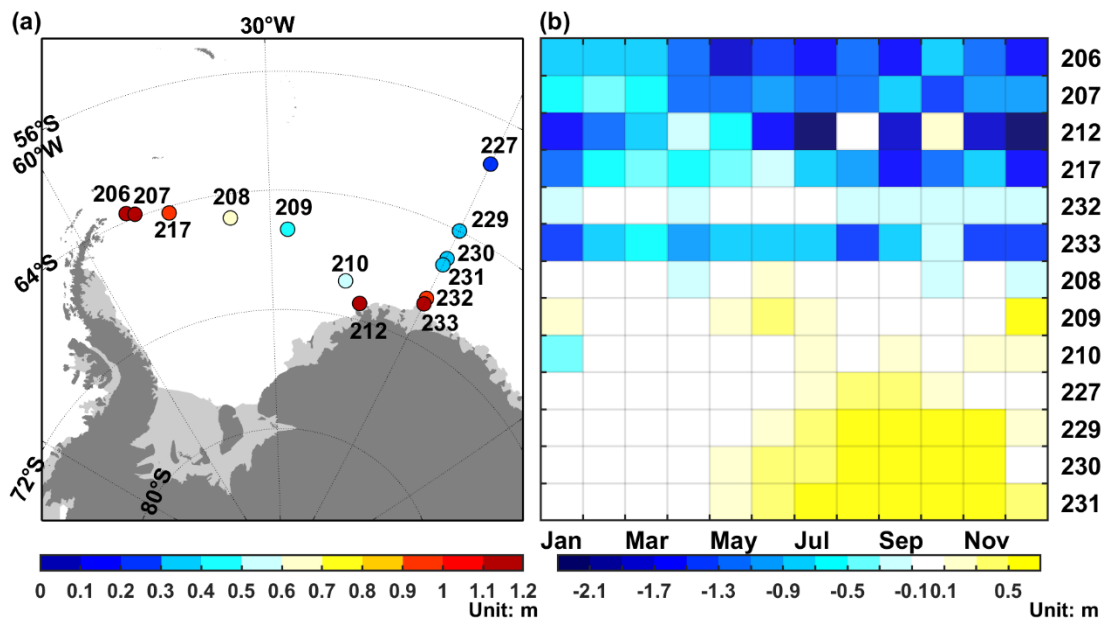 (a)
30°W
56°S
60°W
64°S
72°S
80°S
206 207
217
208
209
210
212
227
229
230
231
232
233
0 0.1 0.2 0.3 0.4 0.5 0.6 0.7 0.8 0.9 1 1.1 1.2
Unit: m
(b)
206
207
212
217
232
233
208
209
210
227
229
230
231
Jan Mar May Jul Sep Nov
-2.1 -1.7 -1.3 -0.9 -0.5 -0.1 0.1 0.5
Unit: m